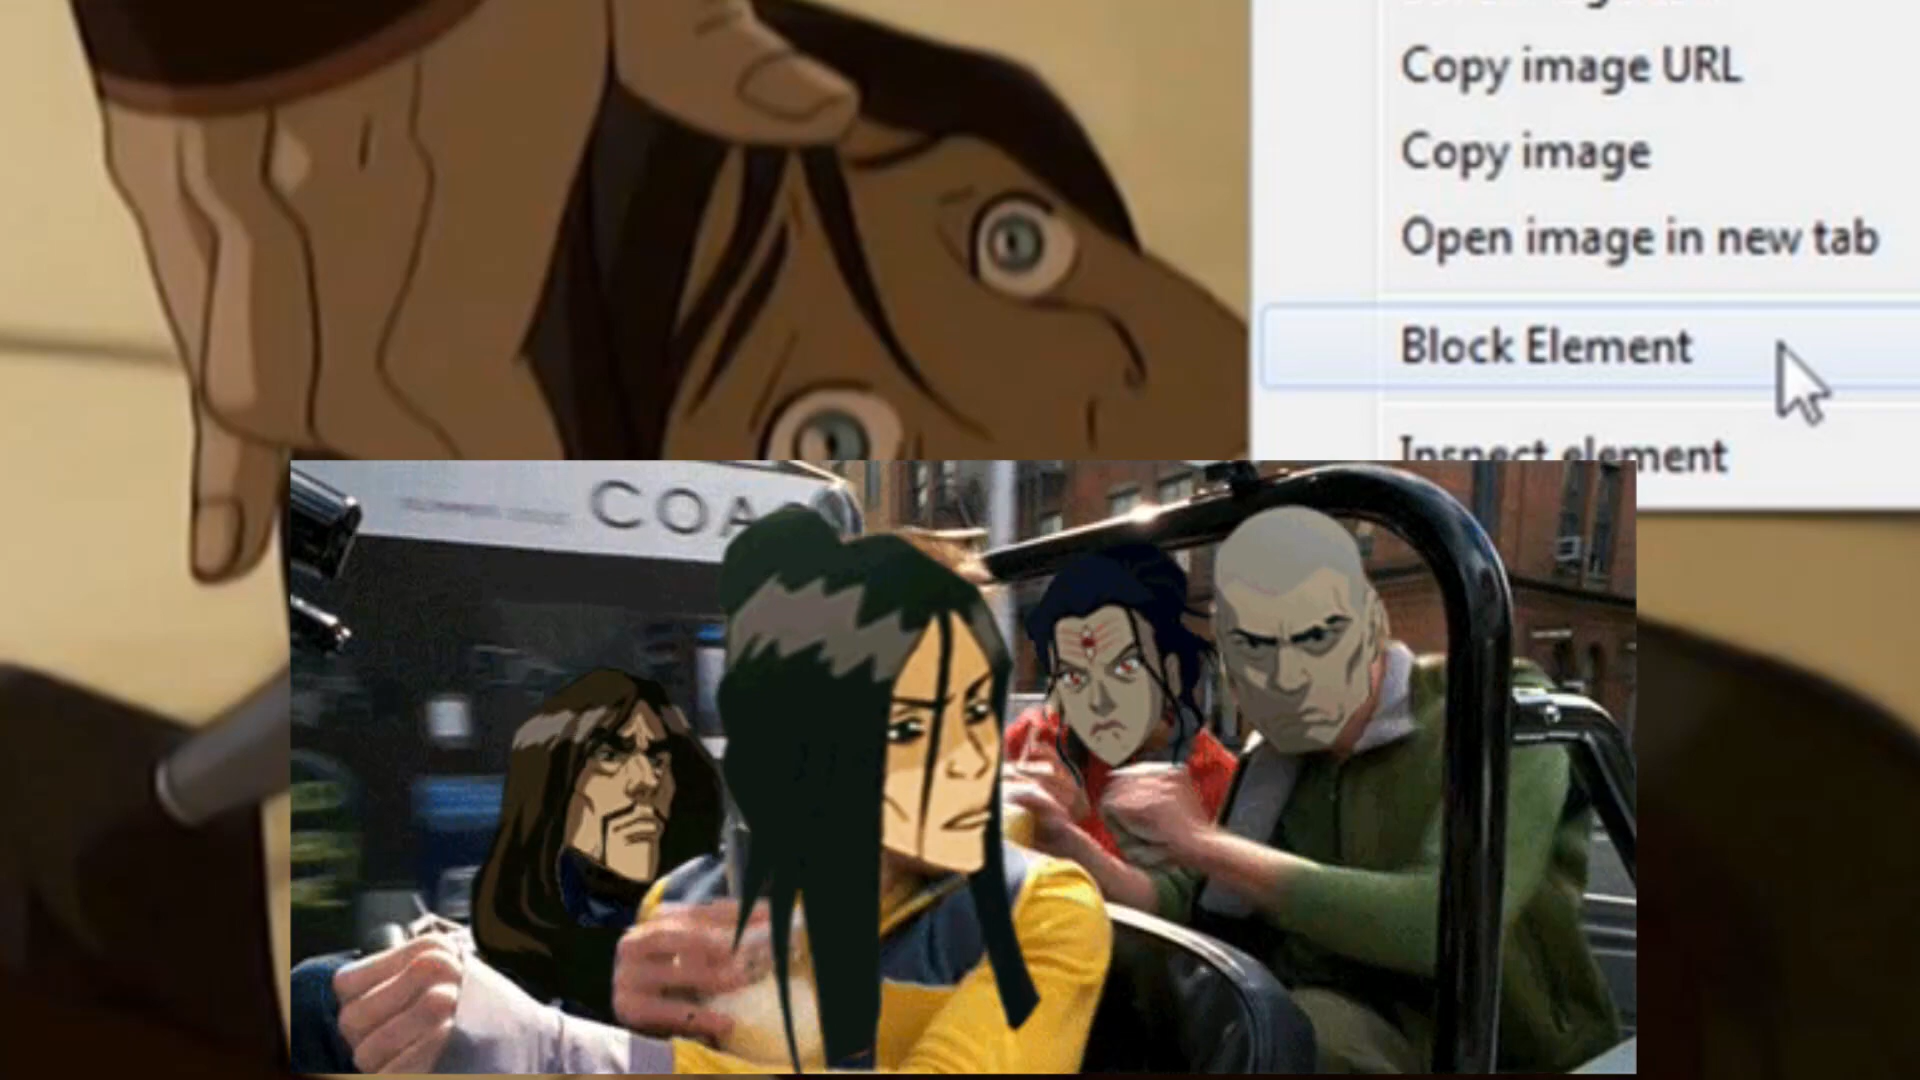 Copy image URL
Copy image
Open image in new tab
Block Element
Inspect element
COA